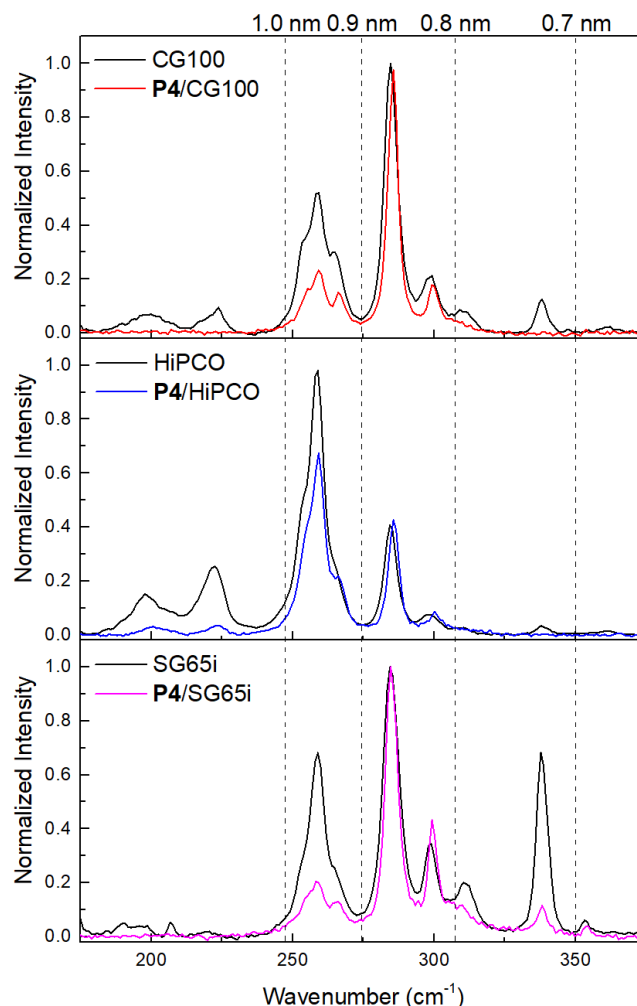 1.0 nm 0.9 nm 0.8 nm 0.7 nm
CG100
P4/CG100
1.0
0.8
0.6
0.4
0.2
0.0
Normalized Intensity
HiPCO
P4/HiPCO
1.0
0.8
0.6
0.4
0.2
0.0
Normalized Intensity
SG65i
P4/SG65i
1.0
0.8
0.6
0.4
0.2
0.0
Normalized Intensity
200 250 300 350
Wavenumber (cm⁻¹)